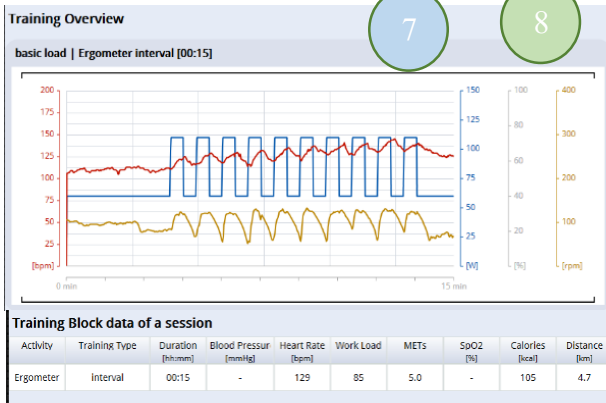 Training Overview
7
8
basic load | Ergometer interval [00:15]
200
175
150
125
100
75
50
25
[bpm]
150
125
100
75
50
25
[W]
100
80
60
40
20
[%]
400
300
200
100
[rpm]
0 min
15 min
Training Block data of a session
Activity Training Type Duration Blood Pressur Heart Rate Work Load METs SpO2 Calories Distance
[hh:mm] [mmHg] [bpm] [%] [kcal] [km]
Ergometer interval 00:15 - 129 85 5.0 - 105 4.7